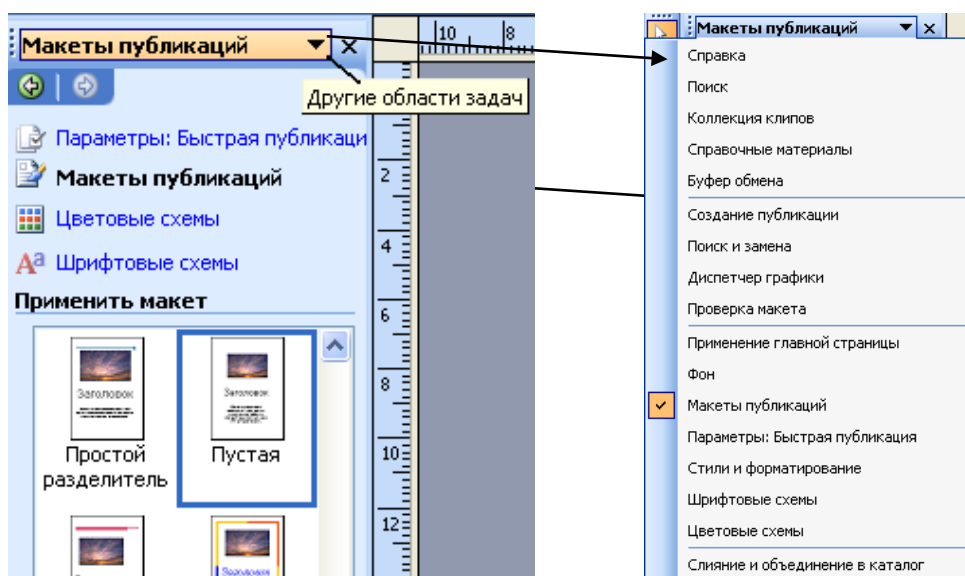 Макеты публикаций
Другие области задач
Параметры: Быстрая публикаци
Макеты публикаций
Цветовые схемы
Шрифтовые схемы
Применить макет
Заголовок
Простой
разделитель
Заголовок
Пустая
Заголовок
10 8
2
4
6
8
10
12
Макеты публикаций
Справка
Поиск
Коллекция клипов
Справочные материалы
Буфер обмена
Создание публикации
Поиск и замена
Диспетчер графики
Проверка макета
Применение главной страницы
Фон
Макеты публикаций
Параметры: Быстрая публикация
Стили и форматирование
Шрифтовые схемы
Цветовые схемы
Слияние и объединение в каталог